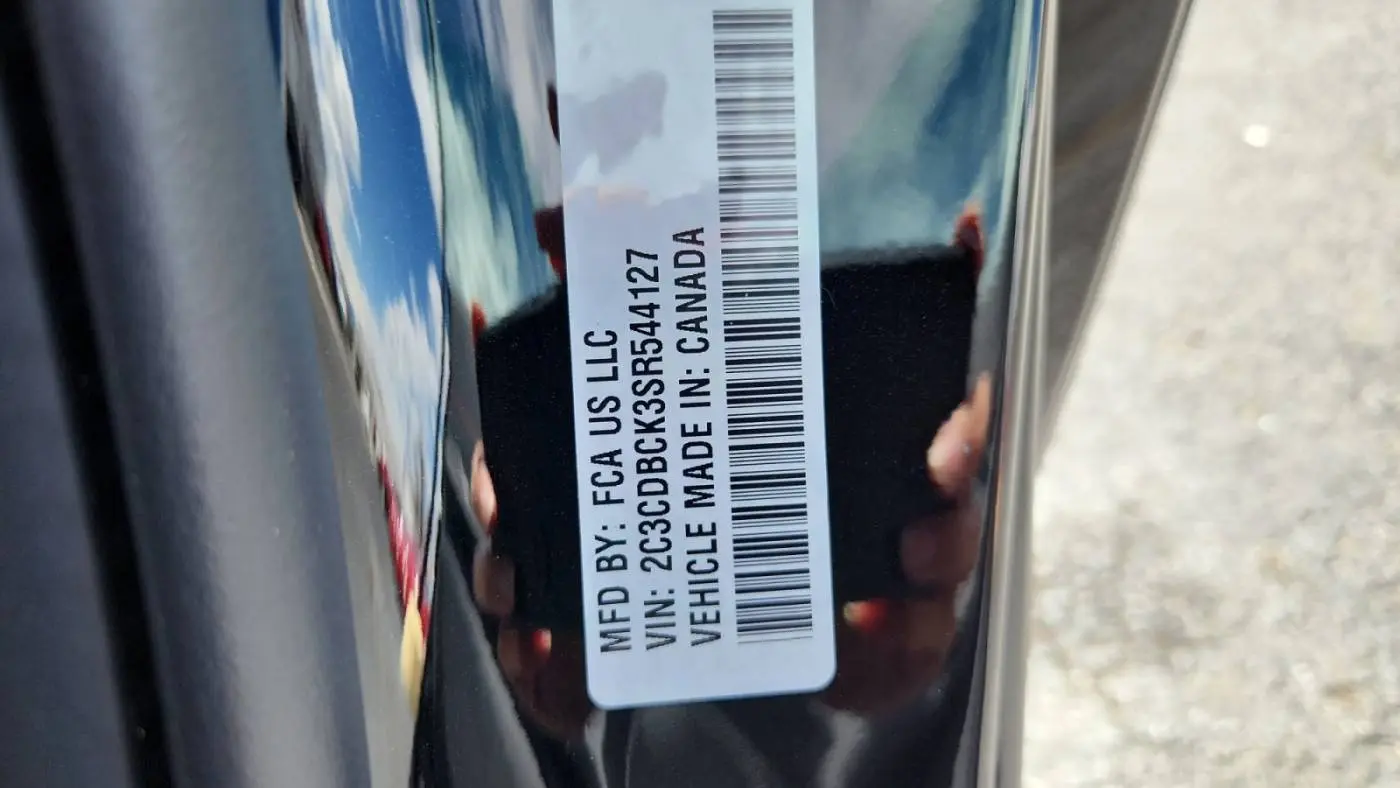 MFD BY: FCA US LLC
VIN: 2C3CDBCK3SR544127
VEHICLE MADE IN: CANADA